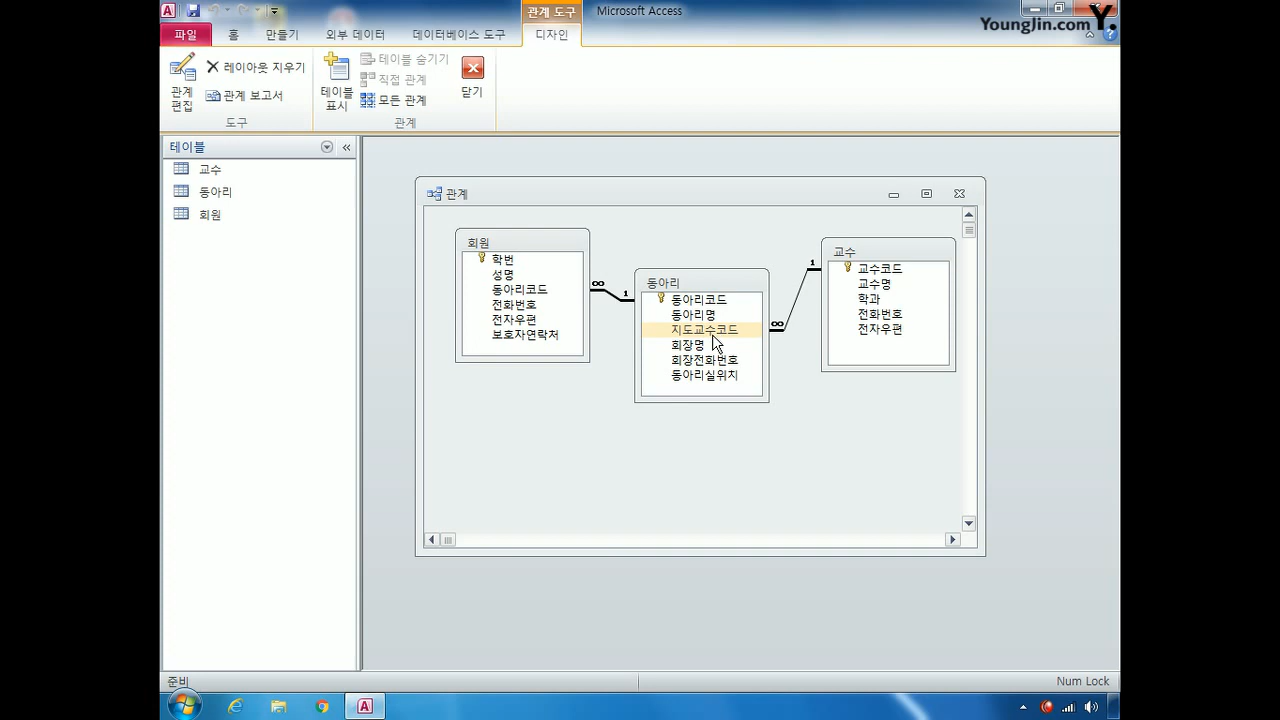 관계 도구
Microsoft Access
Y.
Younglin.com
파일
홈
만들기
외부 데이터
데이터베이스 도구
디자인
관계
편집
레이아웃 지우기
관계 보고서
도구
테이블
표시
테이블 숨기기
직접 관계
모든 관계
관계
닫기
테이블
교수
동아리
회원
관계
회원
학번
성명
동아리코드
전화번호
전자우편
보호자연락처
∞
1
동아리
동아리코드
동아리명
지도교수코드
회장명
회장전화번호
동아리실위치
∞
1
교수
교수코드
교수명
학과
전화번호
전자우편
준비
Num Lock